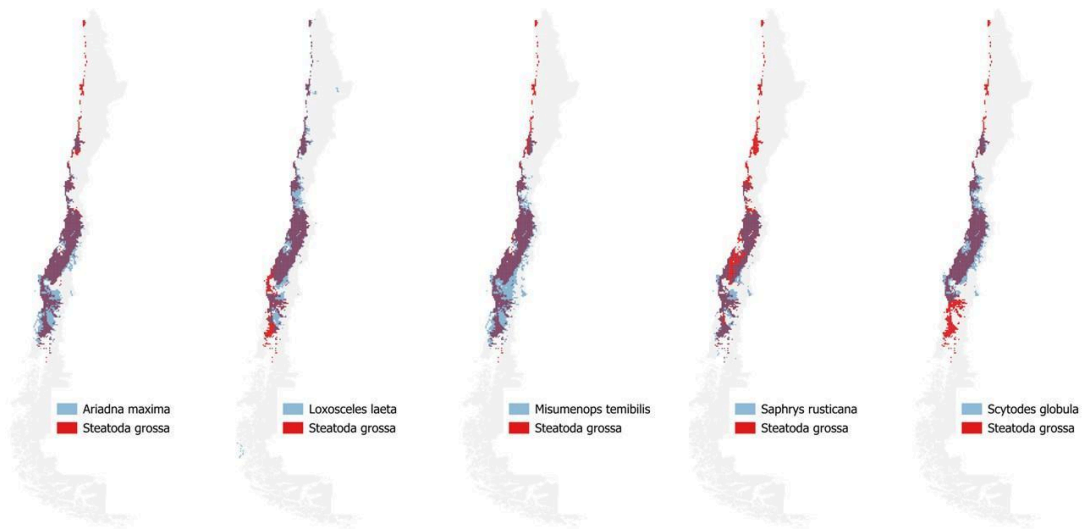 Ariadna maxima
Steatoda grossa
Loxosceles laeta
Steatoda grossa
Misumenops temibilis
Steatoda grossa
Saphrys rusticana
Steatoda grossa
Scytodes globula
Steatoda grossa